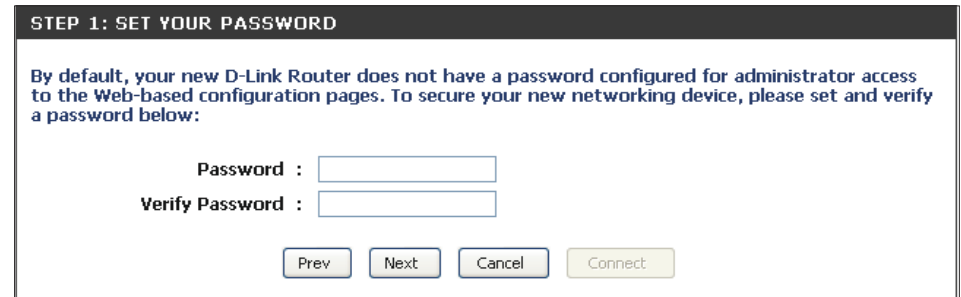 STEP 1: SET YOUR PASSWORD
By default, your new D-Link Router does not have a password configured for administrator access
to the Web-based configuration pages. To secure your new networking device, please set and verify
a password below:
Password :
Verify Password :
Prev Next Cancel Connect